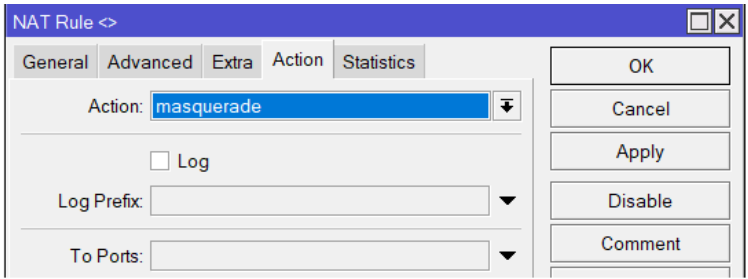 NAT Rule <>
General Advanced Extra Action Statistics
OK
Action: masquerade
Cancel
Log
Apply
Log Prefix:
Disable
To Ports:
Comment